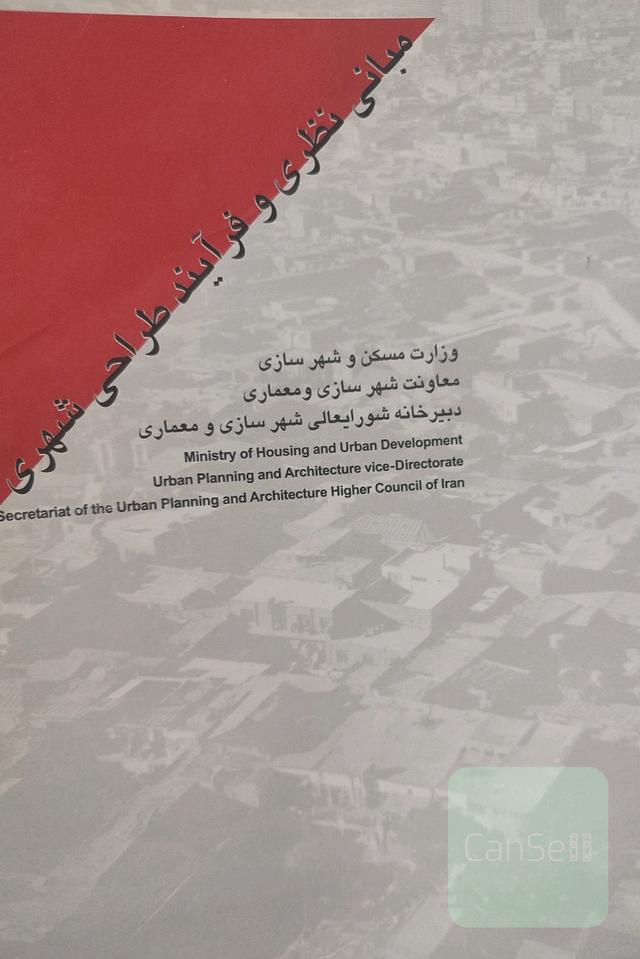 مبانی نظری و فرآیند طراحی شهری
وزارت مسکن و شهر سازی
معاونت شهر سازی ومعماری
دبیرخانه شورایعالی شهر سازی و معماری
Ministry of Housing and Urban Development
Urban Planning and Architecture vice-Directorate
Secretariat of the Urban Planning and Architecture Higher Council of Iran
CanSell